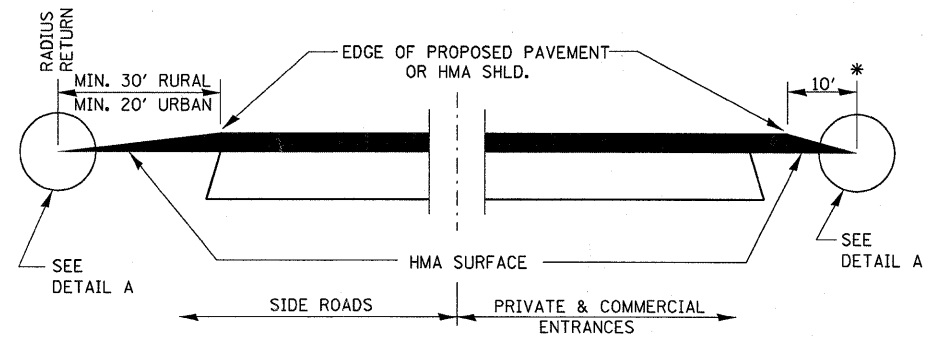 RADIUS
RETURN
MIN. 30' RURAL
MIN. 20' URBAN
EDGE OF PROPOSED PAVEMENT
OR HMA SHLD.
10'
*
SEE
DETAIL A
HMA SURFACE
SEE
DETAIL A
SIDE ROADS
PRIVATE & COMMERCIAL
ENTRANCES